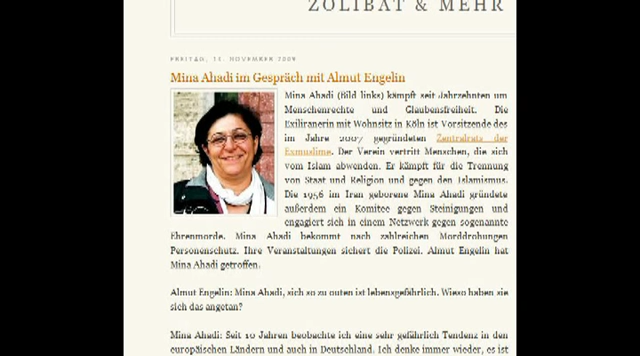 ZÖLIBAT & MEHR
FREITAG, 13. NOVEMBER 2009
Mina Ahadi im Gespräch mit Almut Engelin
Mina Ahadi (Bild links) kämpft seit Jahrzehnten um
Menschenrechte und Glaubensfreiheit. Die
Exiliranerin mit Wohnsitz in Köln ist Vorsitzende des
im Jahre 2007 gegründeten Zentralrats der
Exmuslime. Der Verein vertritt Menschen, die sich
vom Islam abwenden. Er kämpft für die Trennung
von Staat und Religion und gegen den Islamismus.
Die 1956 im Iran geborene Mina Ahadi gründete
außerdem ein Komitee gegen Steinigungen und
engagiert sich in einem Netzwerk gegen sogenannte
Ehrenmorde. Mina Ahadi bekommt nach zahlreichen Morddrohungen
Personenschutz. Ihre Veranstaltungen sichert die Polizei. Almut Engelin hat
Mina Ahadi getroffen.
Almut Engelin: Mina Ahadi, sich so zu outen ist lebensgefährlich. Wieso haben sie
sich das angetan?
Mina Ahadi: Seit 10 Jahren beobachte ich eine sehr gefährlich Tendenz in den
europäischen Ländern und auch in Deutschland. Ich denke immer wieder, es ist